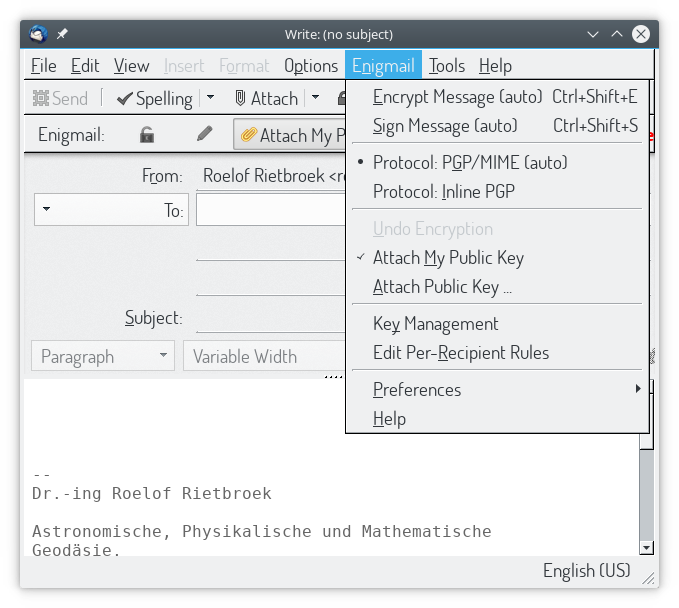 Write: (no subject)
File Edit View Insert Format Options Enigmail Tools Help
Send Spelling Attach
Enigmail: Attach My P
From: Roelof Rietbroek <r
To:
Subject:
Paragraph Variable Width
Encrypt Message (auto) Ctrl+Shift+E
Sign Message (auto) Ctrl+Shift+S
Protocol: PGP/MIME (auto)
Protocol: Inline PGP
Undo Encryption
Attach My Public Key
Attach Public Key ...
Key Management
Edit Per-Recipient Rules
Preferences
Help
--
Dr.-ing Roelof Rietbroek
Astronomische, Physikalische und Mathematische
Geodäsie.
English (US)